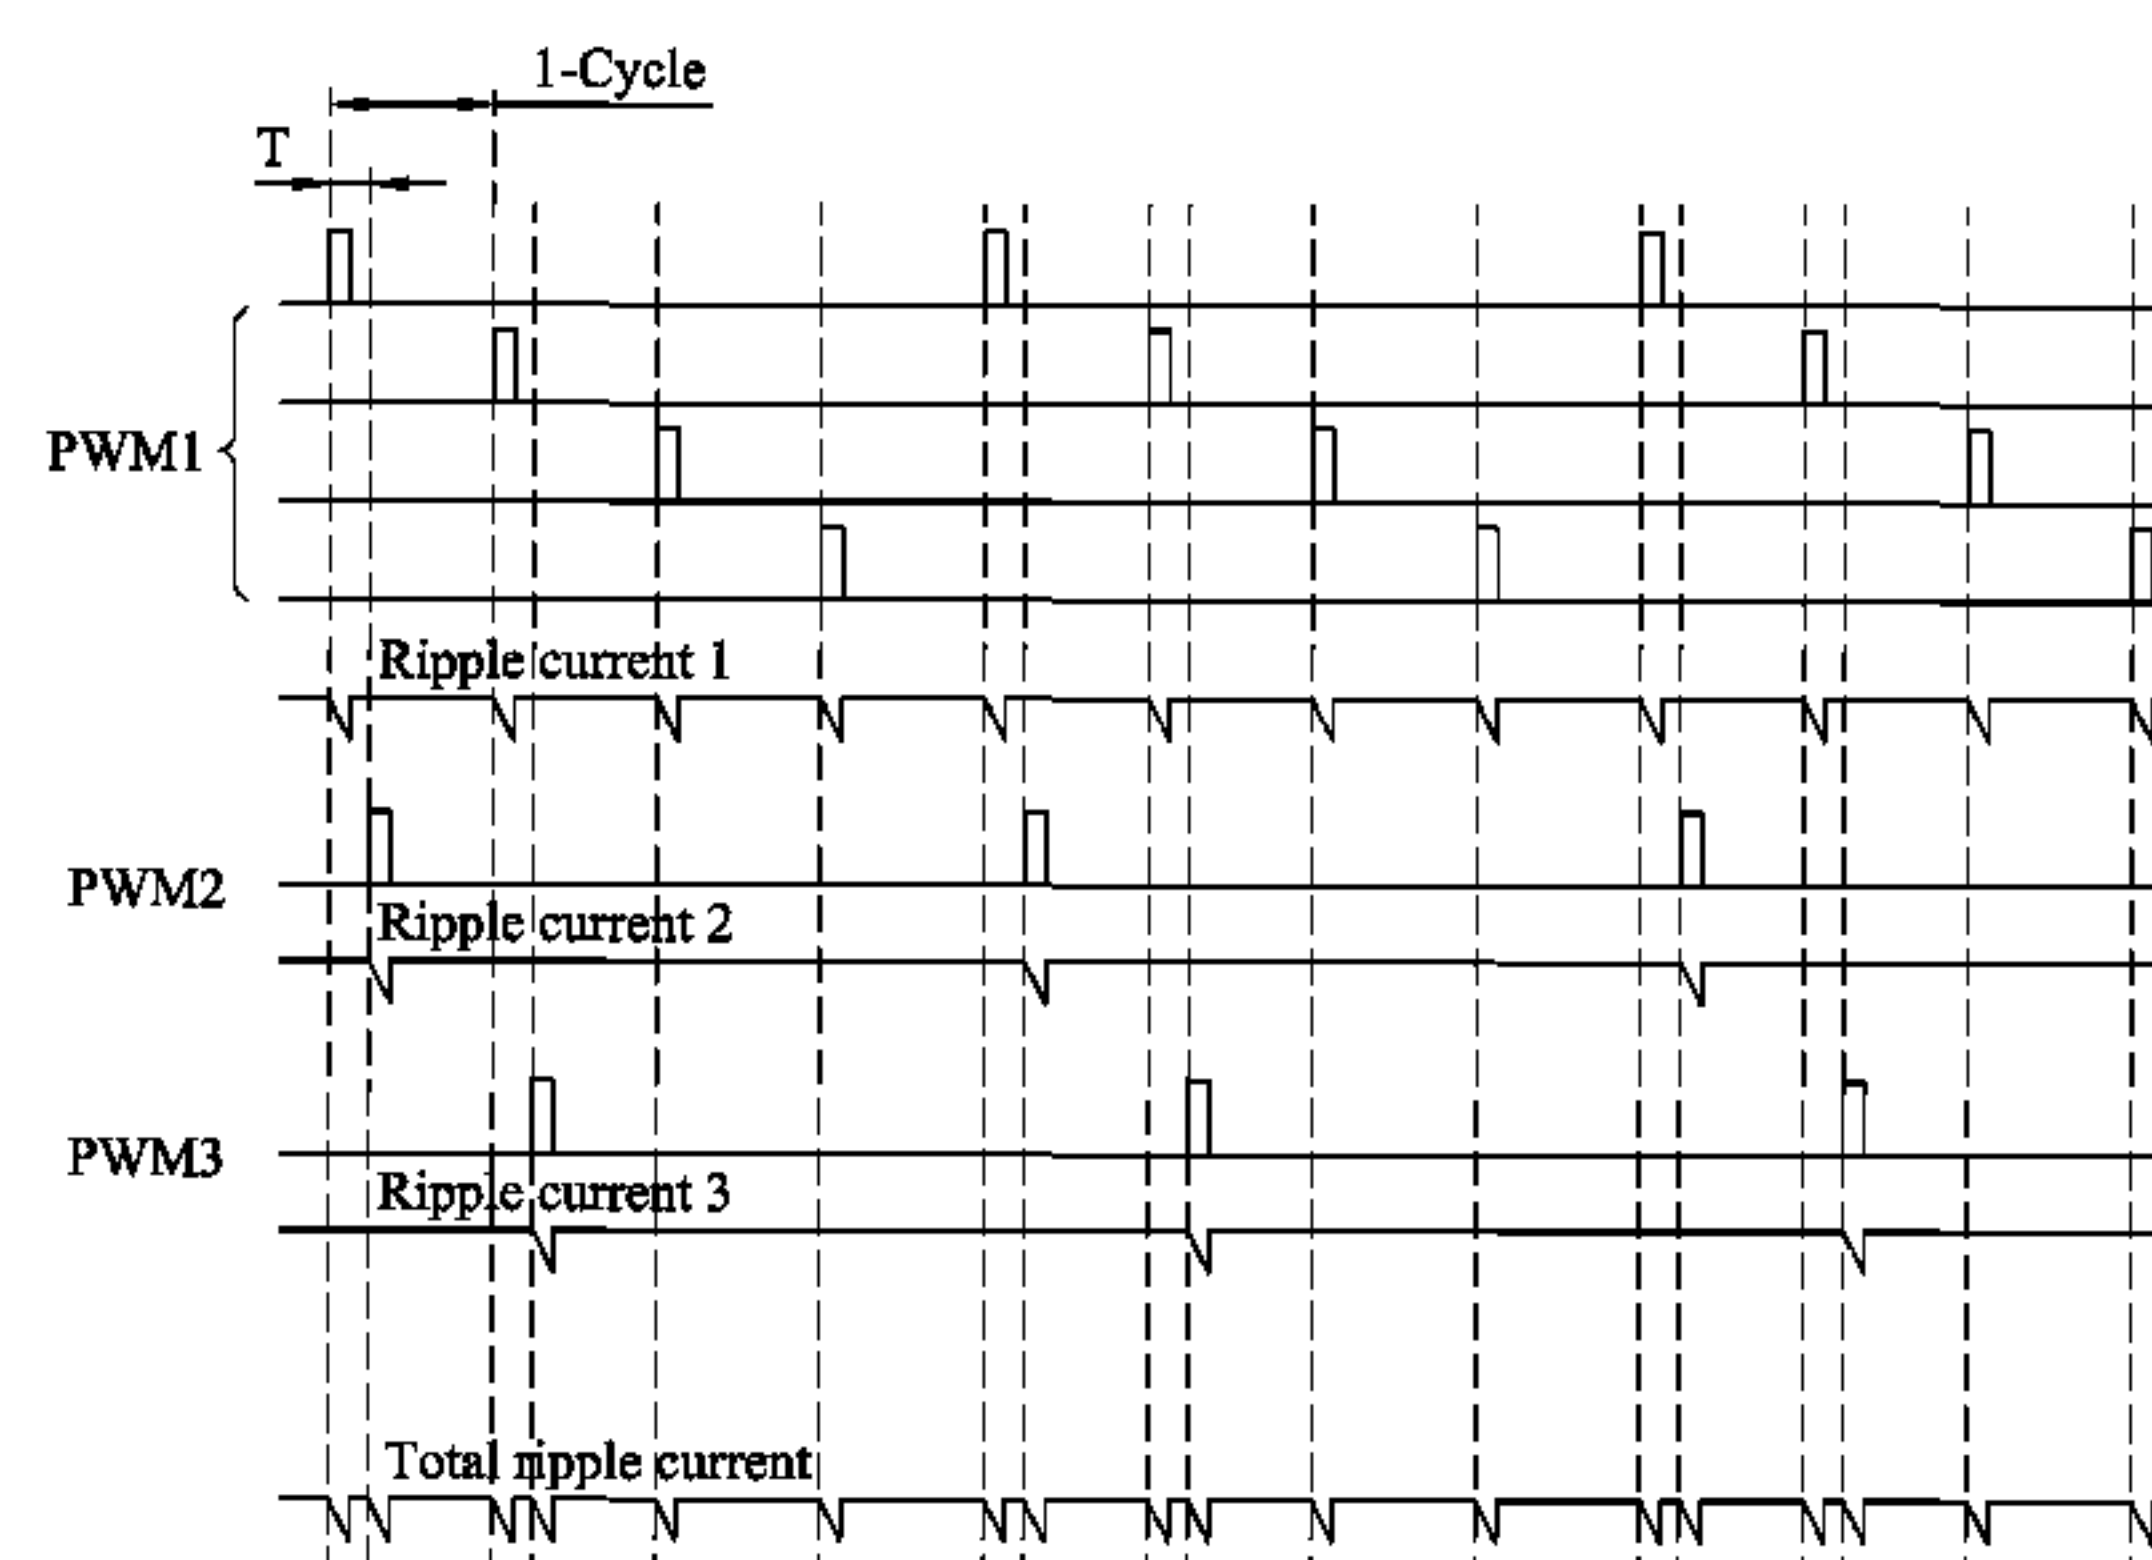 1-Cycle
T
PWM1
Ripple current 1
PWM2
Ripple current 2
PWM3
Ripple current 3
Total ripple current